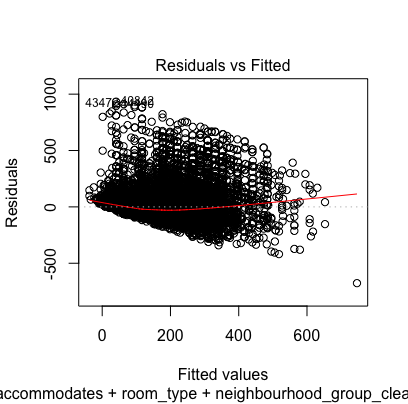 Residuals vs Fitted
1000
500
0
-500
Residuals
0 200 400 600
Fitted values
accommodates + room_type + neighbourhood_group_clea